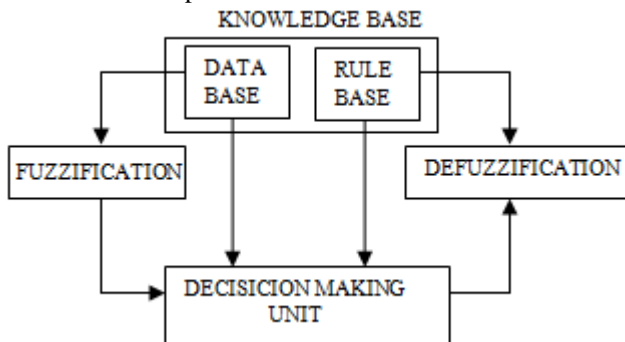 KNOWLEDGE BASE
DATA
BASE
RULE
BASE
FUZZIFICATION
DEFUZZIFICATION
DECISICION MAKING
UNIT